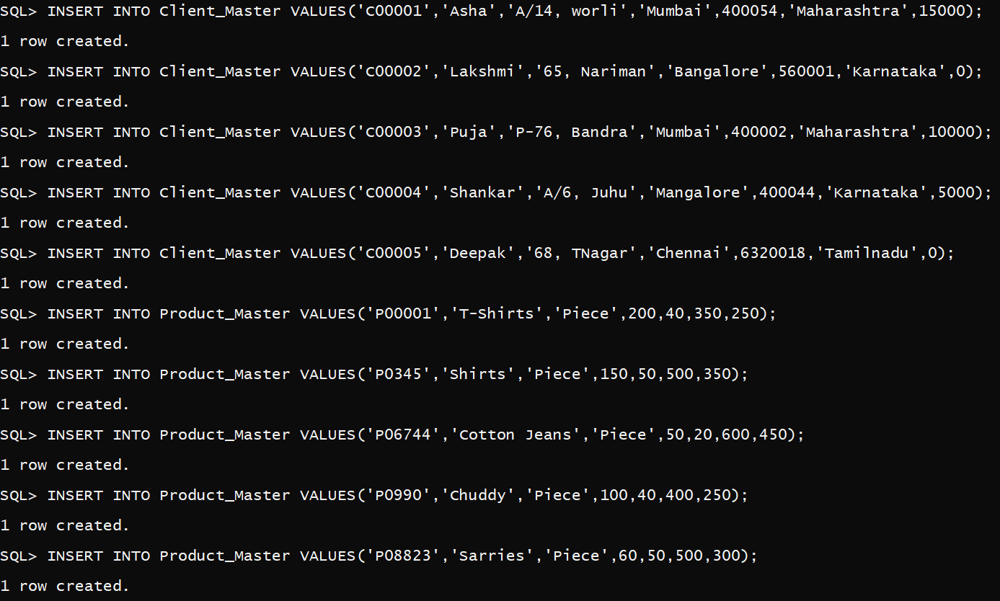 SQL> INSERT INTO Client_Master VALUES('C00001','Asha','A/14, worli','Mumbai',400054,'Maharashtra',15000);
1 row created.
SQL> INSERT INTO Client_Master VALUES('C00002','Lakshmi','65, Nariman','Bangalore',560001,'Karnataka',0);
1 row created.
SQL> INSERT INTO Client_Master VALUES('C00003','Puja','P-76, Bandra','Mumbai',400002,'Maharashtra',10000);
1 row created.
SQL> INSERT INTO Client_Master VALUES('C00004','Shankar','A/6, Juhu','Mangalore',400044,'Karnataka',5000);
1 row created.
SQL> INSERT INTO Client_Master VALUES('C00005','Deepak','68, TNagar','Chennai',6320018,'Tamilnadu',0);
1 row created.
SQL> INSERT INTO Product_Master VALUES('P00001','T-Shirts','Piece',200,40,350,250);
1 row created.
SQL> INSERT INTO Product_Master VALUES('P0345','Shirts','Piece',150,50,500,350);
1 row created.
SQL> INSERT INTO Product_Master VALUES('P06744','Cotton Jeans','Piece',50,20,600,450);
1 row created.
SQL> INSERT INTO Product_Master VALUES('P0990','Chuddy','Piece',100,40,400,250);
1 row created.
SQL> INSERT INTO Product_Master VALUES('P08823','Sarries','Piece',60,50,500,300);
1 row created.